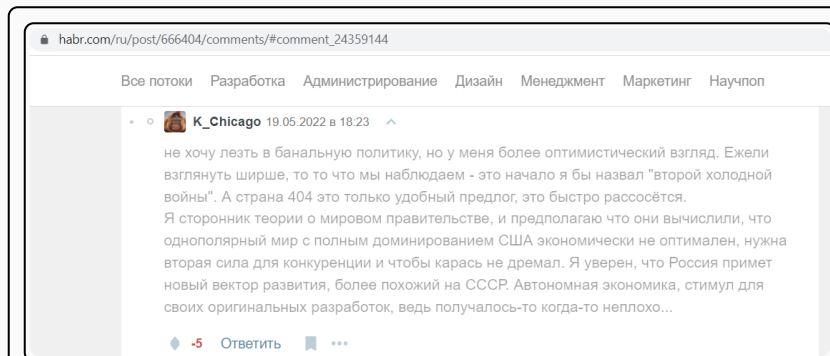 habr.com/ru/post/666404/comments/#comment_24359144
Все потоки Разработка Администрирование Дизайн Менеджмент Маркетинг Научпоп
K_Chicago 19.05.2022 в 18:23
не хочу лезть в банальную политику, но у меня более оптимистический взгляд. Ежели
взглянуть ширше, то то что мы наблюдаем - это начало я бы назвал "второй холодной
войны". А страна 404 это только удобный предлог, это быстро рассосётся.
Я сторонник теории о мировом правительстве, и предполагаю что они вычислили, что
однополярный мир с полным доминированием США экономически не оптимален, нужна
вторая сила для конкуренции и чтобы карась не дремал. Я уверен, что Россия примет
новый вектор развития, более похожий на СССР. Автономная экономика, стимул для
своих оригинальных разработок, ведь получалось-то когда-то неплохо...
-5 Ответить